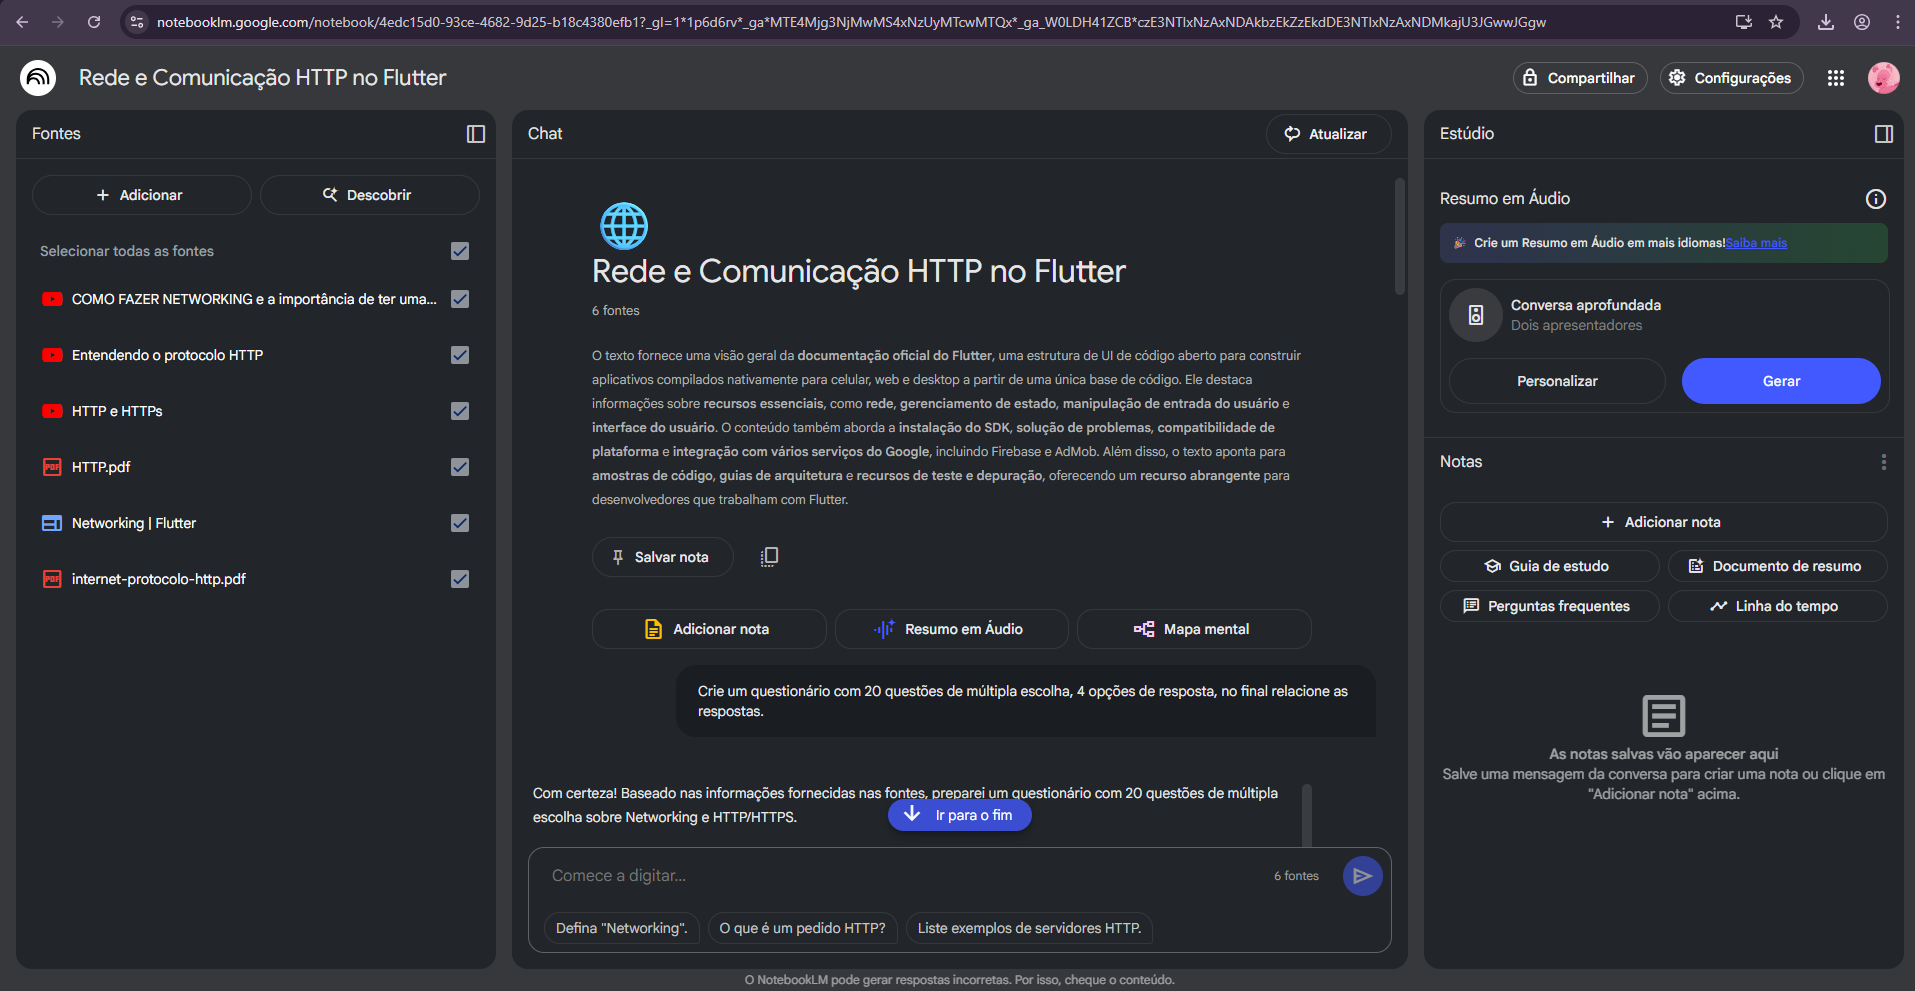 notebooklm.google.com/notebook/4edc15d0-93ce-4682-9d25-b18c4380efb1?_gl=1*1p6d6rv*_ga*MTE4Mjg3NjMwMS4xNzUyMTcwMTQx*_ga_W0LDH41ZCB*czE3NTIxNzAxNDAkbzEkZzEkdDE3NTIxNzAxNDMkajU3JGwwJGgw
Rede e Comunicação HTTP no Flutter
Compartilhar
Configurações
Fontes
Adicionar
Descobrir
Selecionar todas as fontes
COMO FAZER NETWORKING e a importância de ter uma...
Entendendo o protocolo HTTP
HTTP e HTTPs
HTTP.pdf
Networking | Flutter
internet-protocolo-http.pdf
Chat
Atualizar
Rede e Comunicação HTTP no Flutter
6 fontes
O texto fornece uma visão geral da documentação oficial do Flutter, uma estrutura de UI de código aberto para construir
aplicativos compilados nativamente para celular, web e desktop a partir de uma única base de código. Ele destaca
informações sobre recursos essenciais, como rede, gerenciamento de estado, manipulação de entrada do usuário e
interface do usuário. O conteúdo também aborda a instalação do SDK, solução de problemas, compatibilidade de
plataforma e integração com vários serviços do Google, incluindo Firebase e AdMob. Além disso, o texto aponta para
amostras de código, guias de arquitetura e recursos de teste e depuração, oferecendo um recurso abrangente para
desenvolvedores que trabalham com Flutter.
Salvar nota
Adicionar nota
Resumo em Áudio
Mapa mental
Crie um questionário com 20 questões de múltipla escolha, 4 opções de resposta, no final relacione as
respostas.
Com certeza! Baseado nas informações fornecidas nas fontes, preparei um questionário com 20 questões de múltipla
escolha sobre Networking e HTTP/HTTPS.
Ir para o fim
Comece a digitar...
6 fontes
Defina "Networking".
O que é um pedido HTTP?
Liste exemplos de servidores HTTP.
Estúdio
Resumo em Áudio
Crie um Resumo em Áudio em mais idiomas!Saiba mais
Conversa aprofundada
Dois apresentadores
Personalizar
Gerar
Notas
Adicionar nota
Guia de estudo
Documento de resumo
Perguntas frequentes
Linha do tempo
As notas salvas vão aparecer aqui
Salve uma mensagem da conversa para criar uma nota ou clique em
"Adicionar nota" acima.
O NotebookLM pode gerar respostas incorretas. Por isso, cheque o conteúdo.